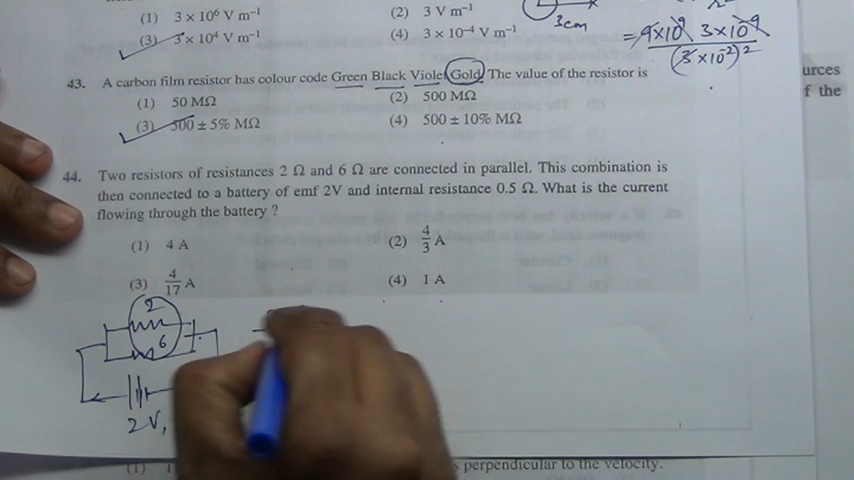 (1) 3 × 10⁶ V m⁻¹ (2) 3 V m⁻¹
(3) 3 × 10⁴ V m⁻¹ (4) 3 × 10⁻⁴ V m⁻¹
3cm
= 9×10⁹ 3×10⁻⁹
(3×10⁻²)²
43. A carbon film resistor has colour code Green Black Viole Gold. The value of the resistor is
(1) 50 MΩ (2) 500 MΩ
(3) 500 ± 5% MΩ (4) 500 ± 10% MΩ
urces
f the
44. Two resistors of resistances 2 Ω and 6 Ω are connected in parallel. This combination is
then connected to a battery of emf 2V and internal resistance 0.5 Ω. What is the current
flowing through the battery ?
(1) 4 A (2) 4/3 A
(3) 4/17 A (4) 1 A
2
6
2V,
(1) s perpendicular to the velocity.